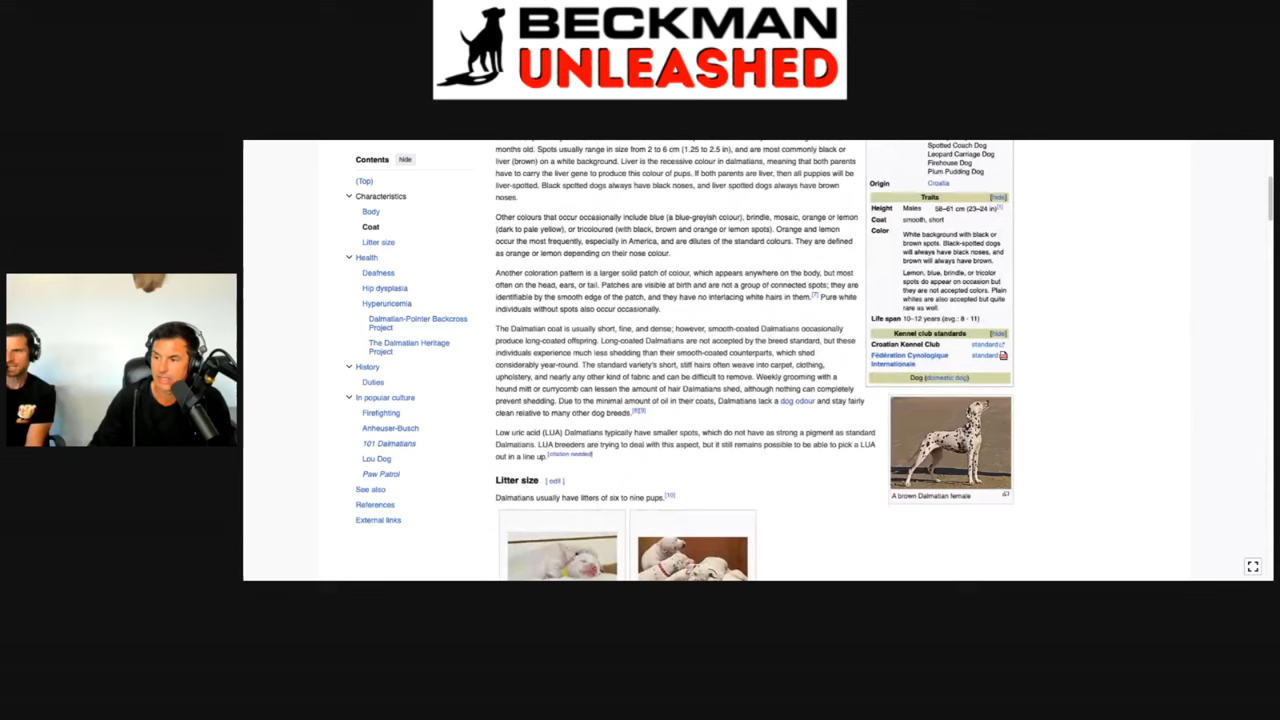 BECKMAN
UNLEASHED
Contents hide
(Top)
Characteristics
Body
Coat
Litter size
Health
Deafness
Hip dysplasia
Hyperuricemia
Dalmatian-Pointer Backcross
Project
The Dalmatian Heritage
Project
History
Duties
In popular culture
Firefighting
Anheuser-Busch
101 Dalmatians
Lou Dog
Paw Patrol
See also
References
External links
months old. Spots usually range in size from 2 to 6 cm (1.25 to 2.5 in), and are most commonly black or
liver (brown) on a white background. Liver is the recessive colour in dalmatians, meaning that both parents
have to carry the liver gene to produce this colour of pups. If both parents are liver, then all puppies will be
liver-spotted. Black spotted dogs always have black noses, and liver spotted dogs always have brown
noses.
Other colours that occur occasionally include blue (a blue-greyish colour), brindle, mosaic, orange or lemon
(dark to pale yellow), or tricoloured (with black, brown and orange or lemon spots). Orange and lemon
occur the most frequently, especially in America, and are dilutes of the standard colours. They are defined
as orange or lemon depending on their nose colour.
Another coloration pattern is a larger solid patch of colour, which appears anywhere on the body, but most
often on the head, ears, or tail. Patches are visible at birth and are not a group of connected spots; they are
identifiable by the smooth edge of the patch, and they have no interlacing white hairs in them.[7] Pure white
individuals without spots also occur occasionally.
The Dalmatian coat is usually short, fine, and dense; however, smooth-coated Dalmatians occasionally
produce long-coated offspring. Long-coated Dalmatians are not accepted by the breed standard, but these
individuals experience much less shedding than their smooth-coated counterparts, which shed
considerably year-round. The standard variety's short, stiff hairs often weave into carpet, clothing,
upholstery, and nearly any other kind of fabric and can be difficult to remove. Weekly grooming with a
hound mitt or currycomb can lessen the amount of hair Dalmatians shed, although nothing can completely
prevent shedding. Due to the minimal amount of oil in their coats, Dalmatians lack a dog odour and stay fairly
clean relative to many other dog breeds.[8][9]
Low uric acid (LUA) Dalmatians typically have smaller spots, which do not have as strong a pigment as standard
Dalmatians. LUA breeders are trying to deal with this aspect, but it still remains possible to be able to pick a LUA
out in a line up.[citation needed]
Litter size [ edit ]
Dalmatians usually have litters of six to nine pups.[10]
Spotted Coach Dog
Leopard Carriage Dog
Firehouse Dog
Plum Pudding Dog
Origin Croatia
Traits [hide]
Height Males 58–61 cm (23–24 in)[1]
Coat smooth, short
Color White background with black or
brown spots. Black-spotted dogs
will always have black noses, and
brown will always have brown.
Lemon, blue, brindle, or tricolor
spots do appear on occasion but
they are not accepted colors. Plain
whites are also accepted but quite
rare as well.
Life span 10–12 years (avg.: 8 - 11)
Kennel club standards [hide]
Croatian Kennel Club standard
Fédération Cynologique standard
Internationale
Dog (domestic dog)
A brown Dalmatian female